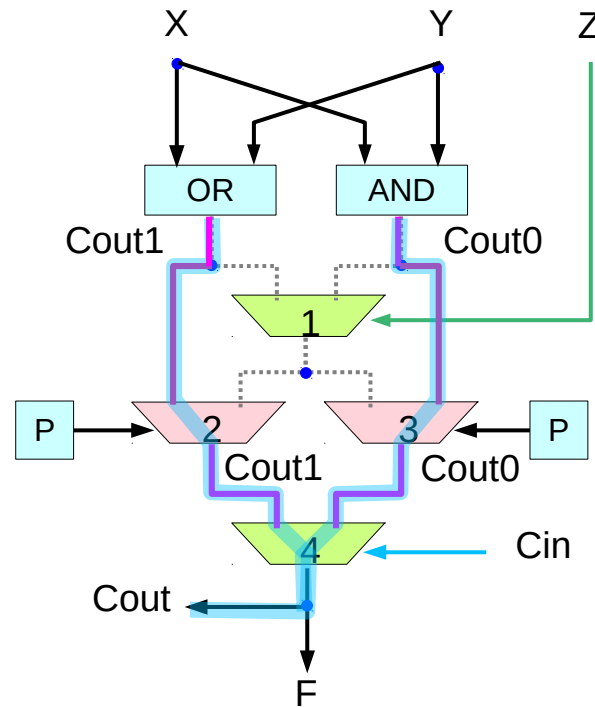 X Y Z
OR AND
Cout1 Cout0
1
P 2 3 P
Cout1 Cout0
4 Cin
Cout
F